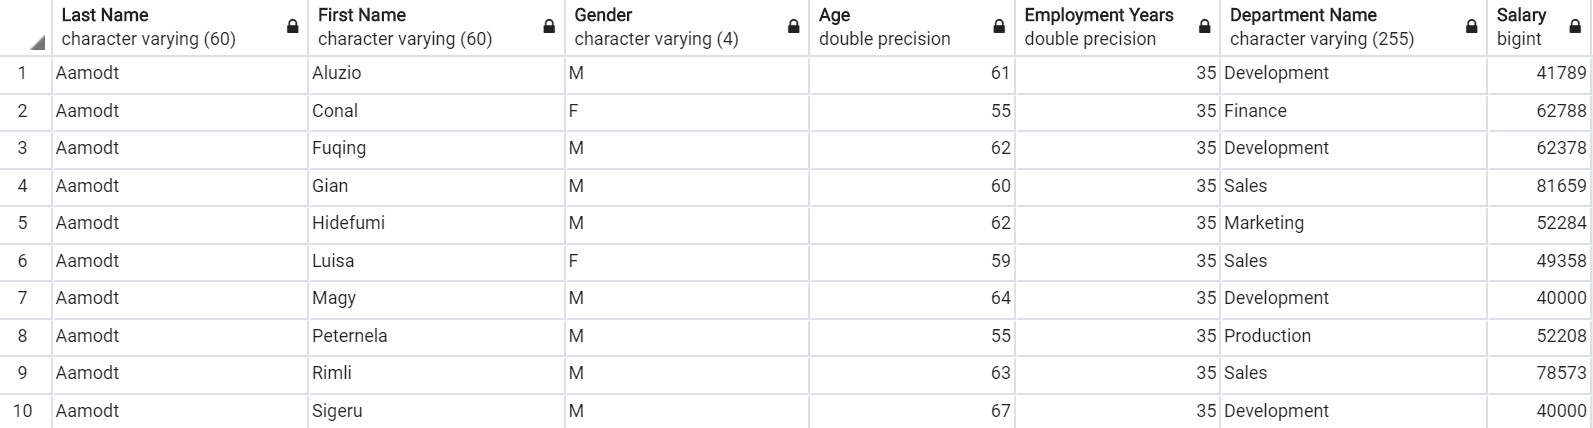 Last Name First Name Gender Age Employment Years Department Name Salary
character varying (60) character varying (60) character varying (4) double precision double precision character varying (255) bigint
1 Aamodt Aluzio M 61 35 Development 41789
2 Aamodt Conal F 55 35 Finance 62788
3 Aamodt Fuqing M 62 35 Development 62378
4 Aamodt Gian M 60 35 Sales 81659
5 Aamodt Hidefumi M 62 35 Marketing 52284
6 Aamodt Luisa F 59 35 Sales 49358
7 Aamodt Magy M 64 35 Development 40000
8 Aamodt Peternela M 55 35 Production 52208
9 Aamodt Rimli M 63 35 Sales 78573
10 Aamodt Sigeru M 67 35 Development 40000